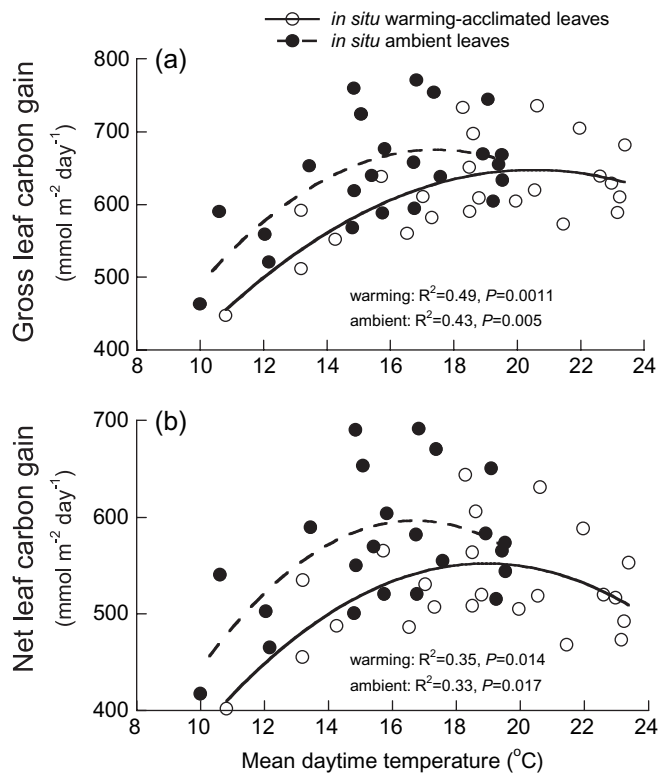 in situ warming-acclimated leaves
in situ ambient leaves
(a)
Gross leaf carbon gain
(mmol m⁻² day⁻¹)
800
700
600
500
400
warming: R²=0.49, P=0.0011
ambient: R²=0.43, P=0.005
8 10 12 14 16 18 20 22 24
(b)
Net leaf carbon gain
(mmol m⁻² day⁻¹)
700
600
500
400
warming: R²=0.35, P=0.014
ambient: R²=0.33, P=0.017
8 10 12 14 16 18 20 22 24
Mean daytime temperature (°C)